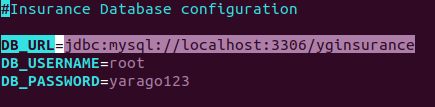 #Insurance Database configuration
DB_URL=jdbc:mysql://localhost:3306/yginsurance
DB_USERNAME=root
DB_PASSWORD=yarago123